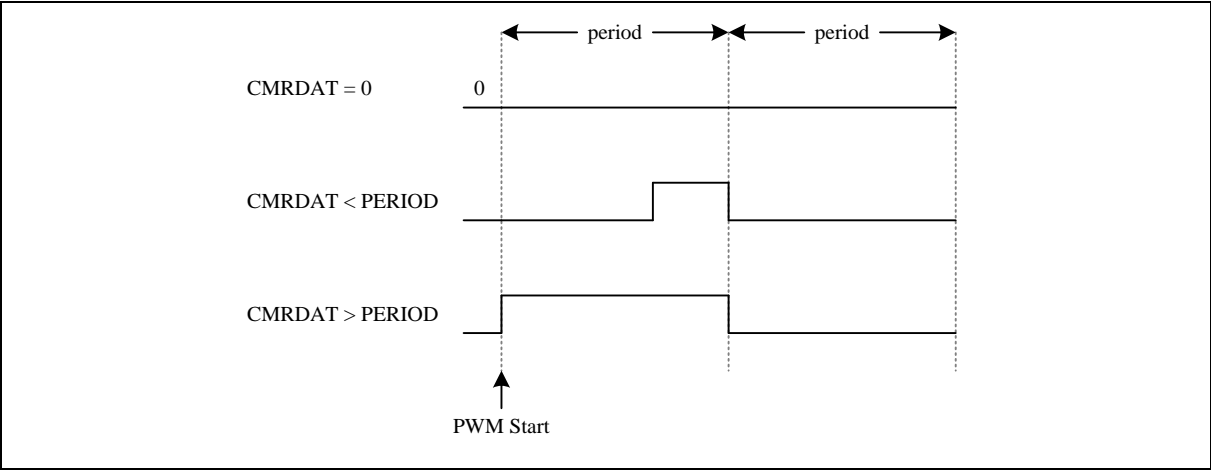 period period
CMRDAT = 0 0
CMRDAT < PERIOD
CMRDAT > PERIOD
PWM Start